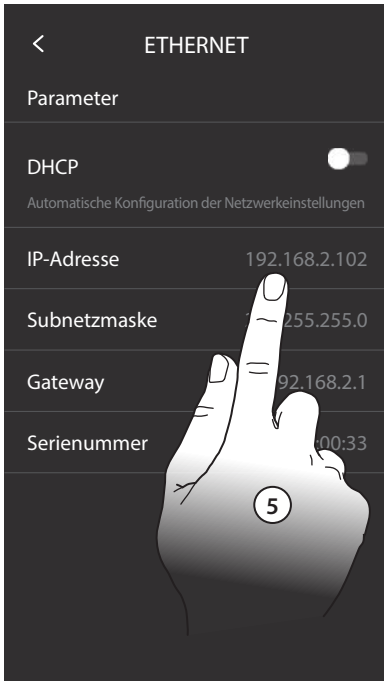 ETHERNET
Parameter
DHCP
Automatische Konfiguration der Netzwerkeinstellungen
IP-Adresse 192.168.2.102
Subnetzmaske 255.255.0
Gateway 92.168.2.1
Serienummer :00:33
5